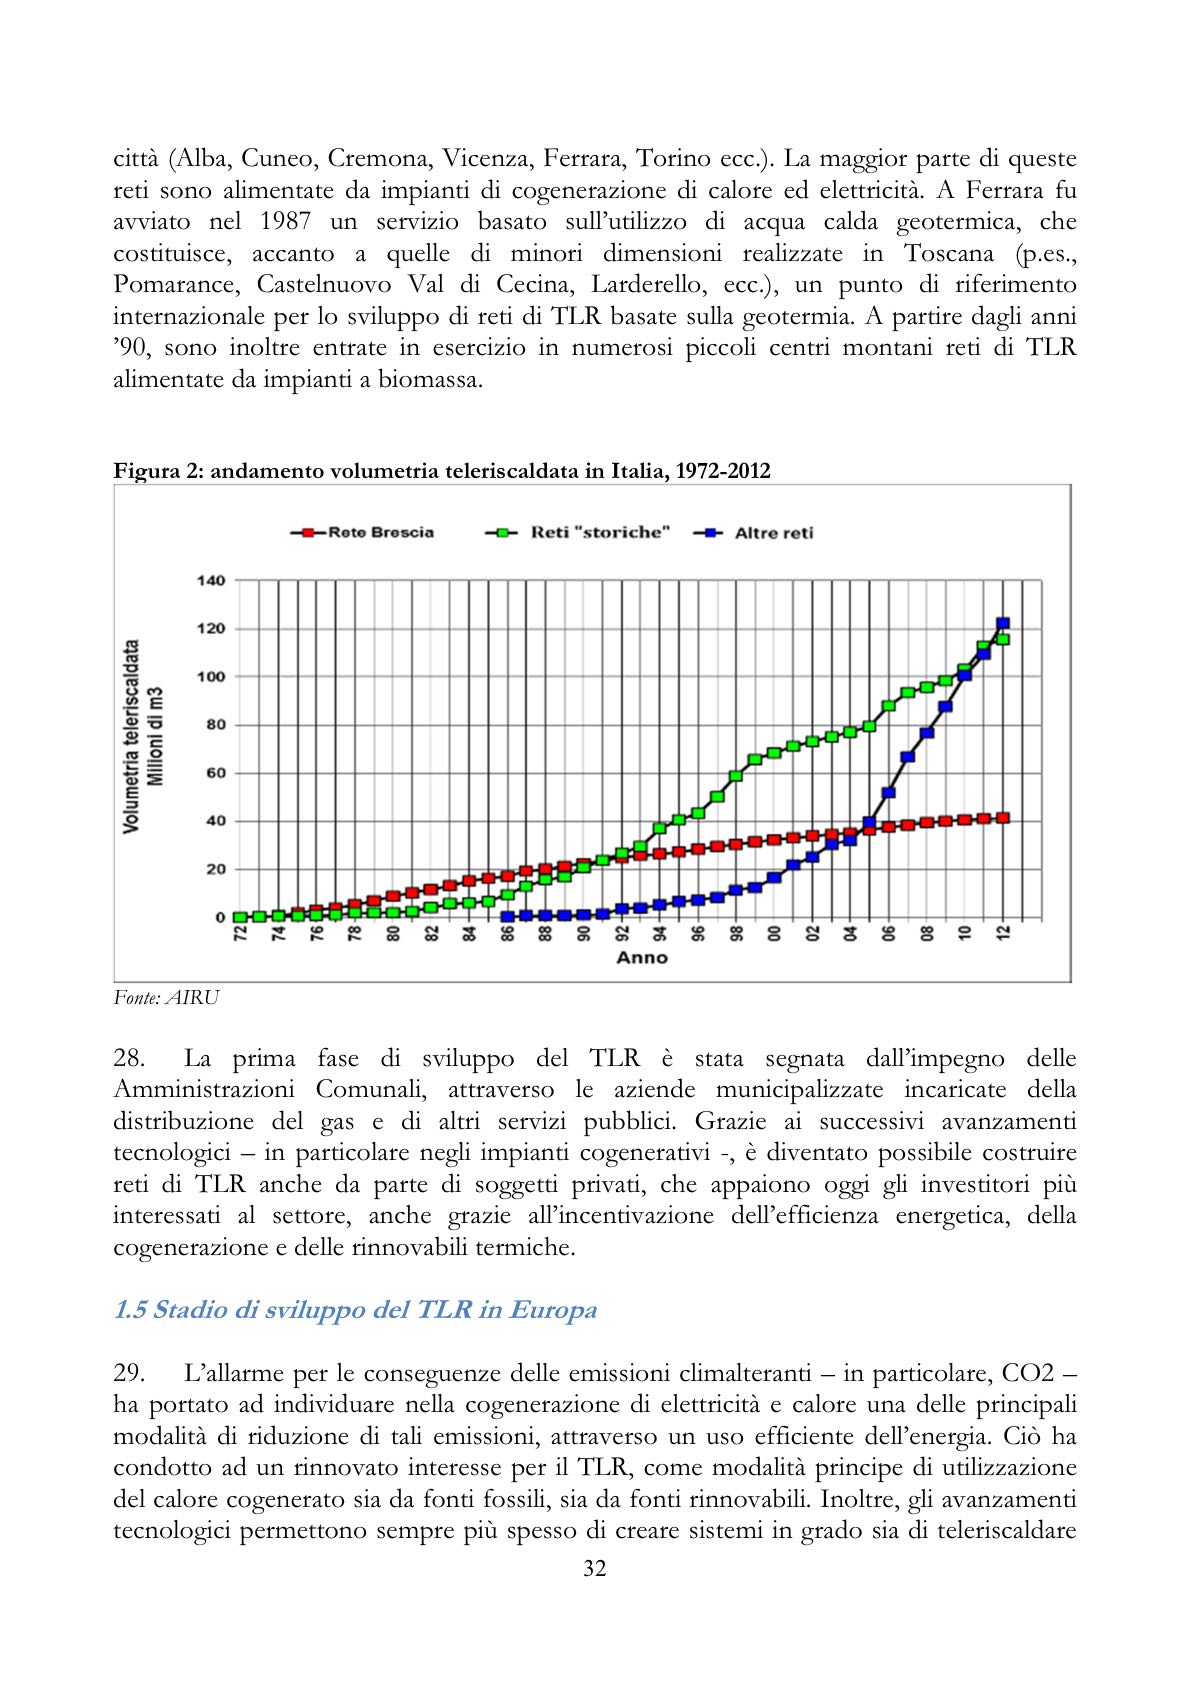 città (Alba, Cuneo, Cremona, Vicenza, Ferrara, Torino ecc.). La maggior parte di queste
reti sono alimentate da impianti di cogenerazione di calore ed elettricità. A Ferrara fu
avviato nel 1987 un servizio basato sull’utilizzo di acqua calda geotermica, che
costituisce, accanto a quelle di minori dimensioni realizzate in Toscana (p.es.,
Pomarance, Castelnuovo Val di Cecina, Larderello, ecc.), un punto di riferimento
internazionale per lo sviluppo di reti di TLR basate sulla geotermia. A partire dagli anni
’90, sono inoltre entrate in esercizio in numerosi piccoli centri montani reti di TLR
alimentate da impianti a biomassa.
Figura 2: andamento volumetria teleriscaldata in Italia, 1972-2012
Rete Brescia Reti "storiche" Altre reti
Volumetria teleriscaldata
Milioni di m3
140
120
100
80
60
40
20
0
72 74 76 78 80 82 84 86 88 90 92 94 96 98 00 02 04 06 08 10 12
Anno
Fonte: AIRU
28. La prima fase di sviluppo del TLR è stata segnata dall’impegno delle
Amministrazioni Comunali, attraverso le aziende municipalizzate incaricate della
distribuzione del gas e di altri servizi pubblici. Grazie ai successivi avanzamenti
tecnologici – in particolare negli impianti cogenerativi -, è diventato possibile costruire
reti di TLR anche da parte di soggetti privati, che appaiono oggi gli investitori più
interessati al settore, anche grazie all’incentivazione dell’efficienza energetica, della
cogenerazione e delle rinnovabili termiche.
1.5 Stadio di sviluppo del TLR in Europa
29. L’allarme per le conseguenze delle emissioni climalteranti – in particolare, CO2 –
ha portato ad individuare nella cogenerazione di elettricità e calore una delle principali
modalità di riduzione di tali emissioni, attraverso un uso efficiente dell’energia. Ciò ha
condotto ad un rinnovato interesse per il TLR, come modalità principe di utilizzazione
del calore cogenerato sia da fonti fossili, sia da fonti rinnovabili. Inoltre, gli avanzamenti
tecnologici permettono sempre più spesso di creare sistemi in grado sia di teleriscaldare
32